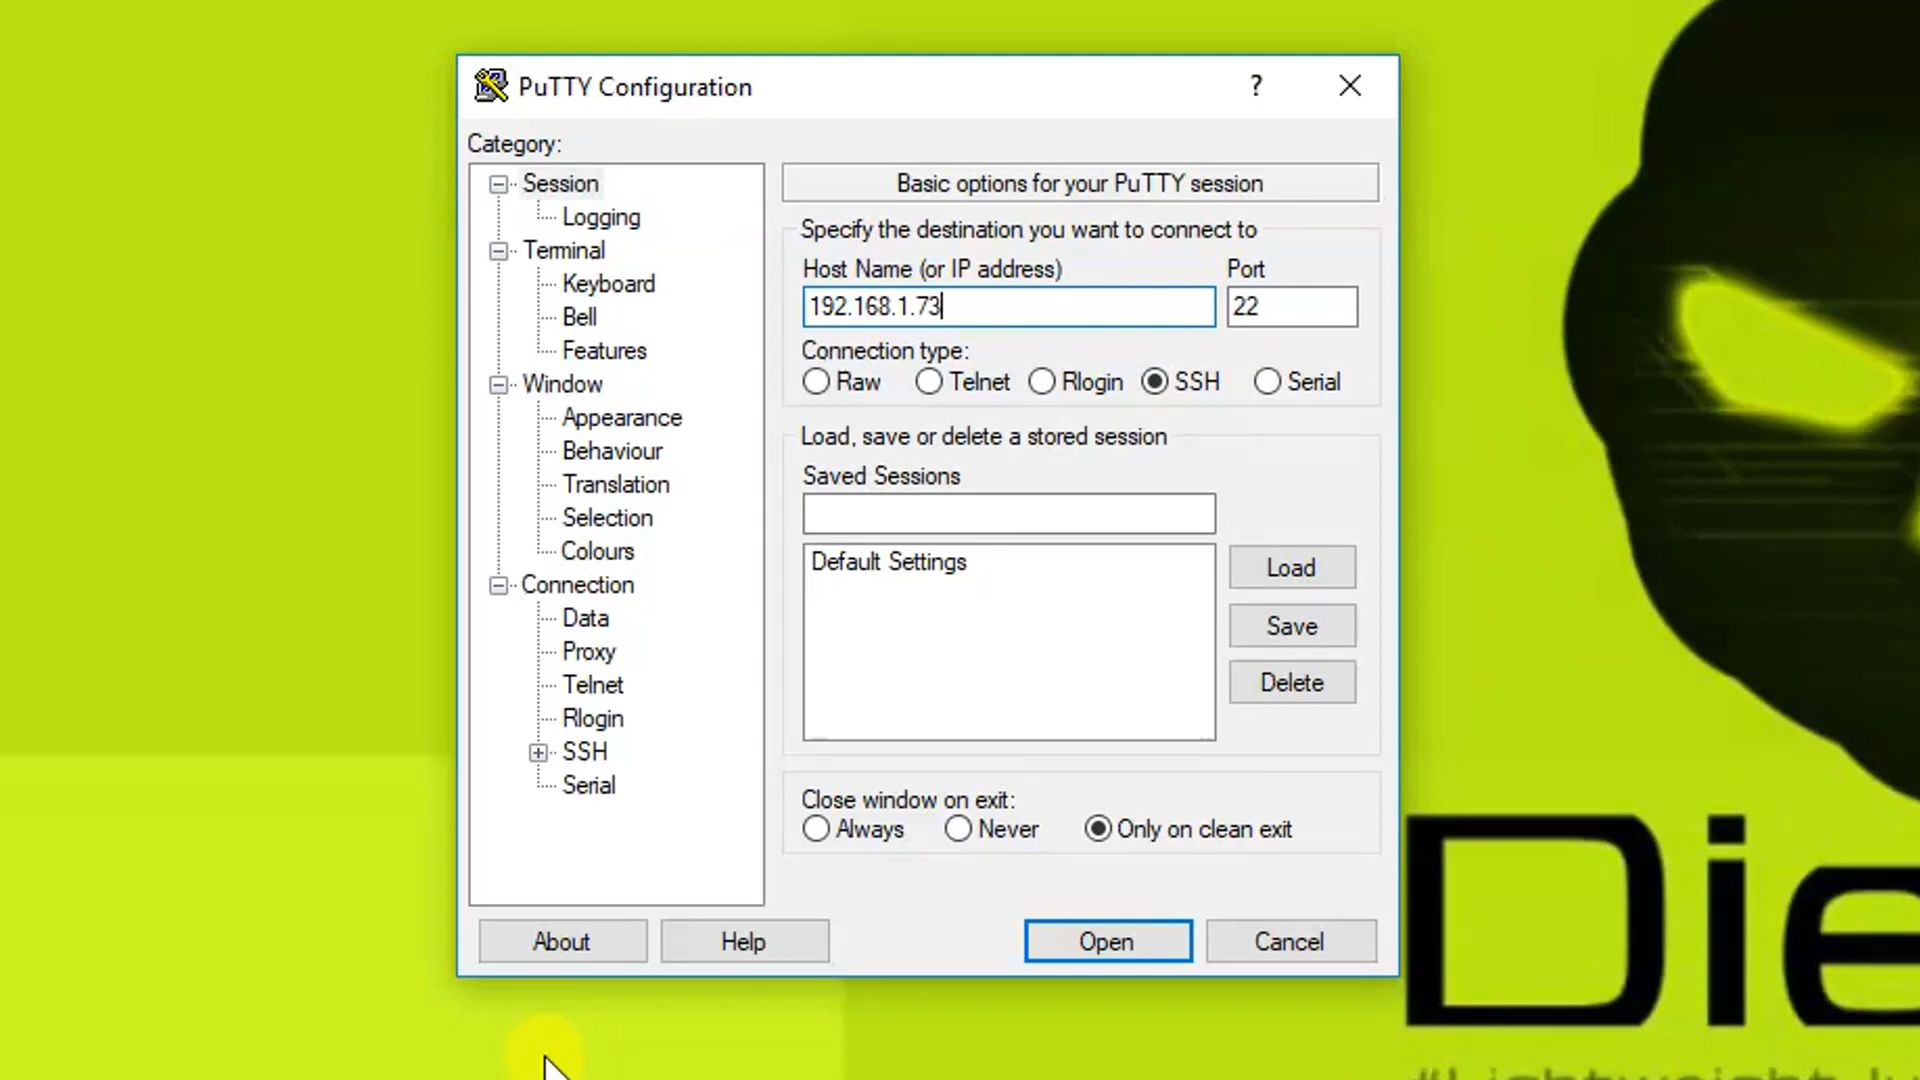 PuTTY Configuration
?
Category:
Session
Logging
Terminal
Keyboard
Bell
Features
Window
Appearance
Behaviour
Translation
Selection
Colours
Connection
Data
Proxy
Telnet
Rlogin
SSH
Serial
Basic options for your PuTTY session
Specify the destination you want to connect to
Host Name (or IP address) Port
192.168.1.73 22
Connection type:
Raw Telnet Rlogin SSH Serial
Load, save or delete a stored session
Saved Sessions
Default Settings
Load
Save
Delete
Close window on exit:
Always Never Only on clean exit
About Help Open Cancel
Die